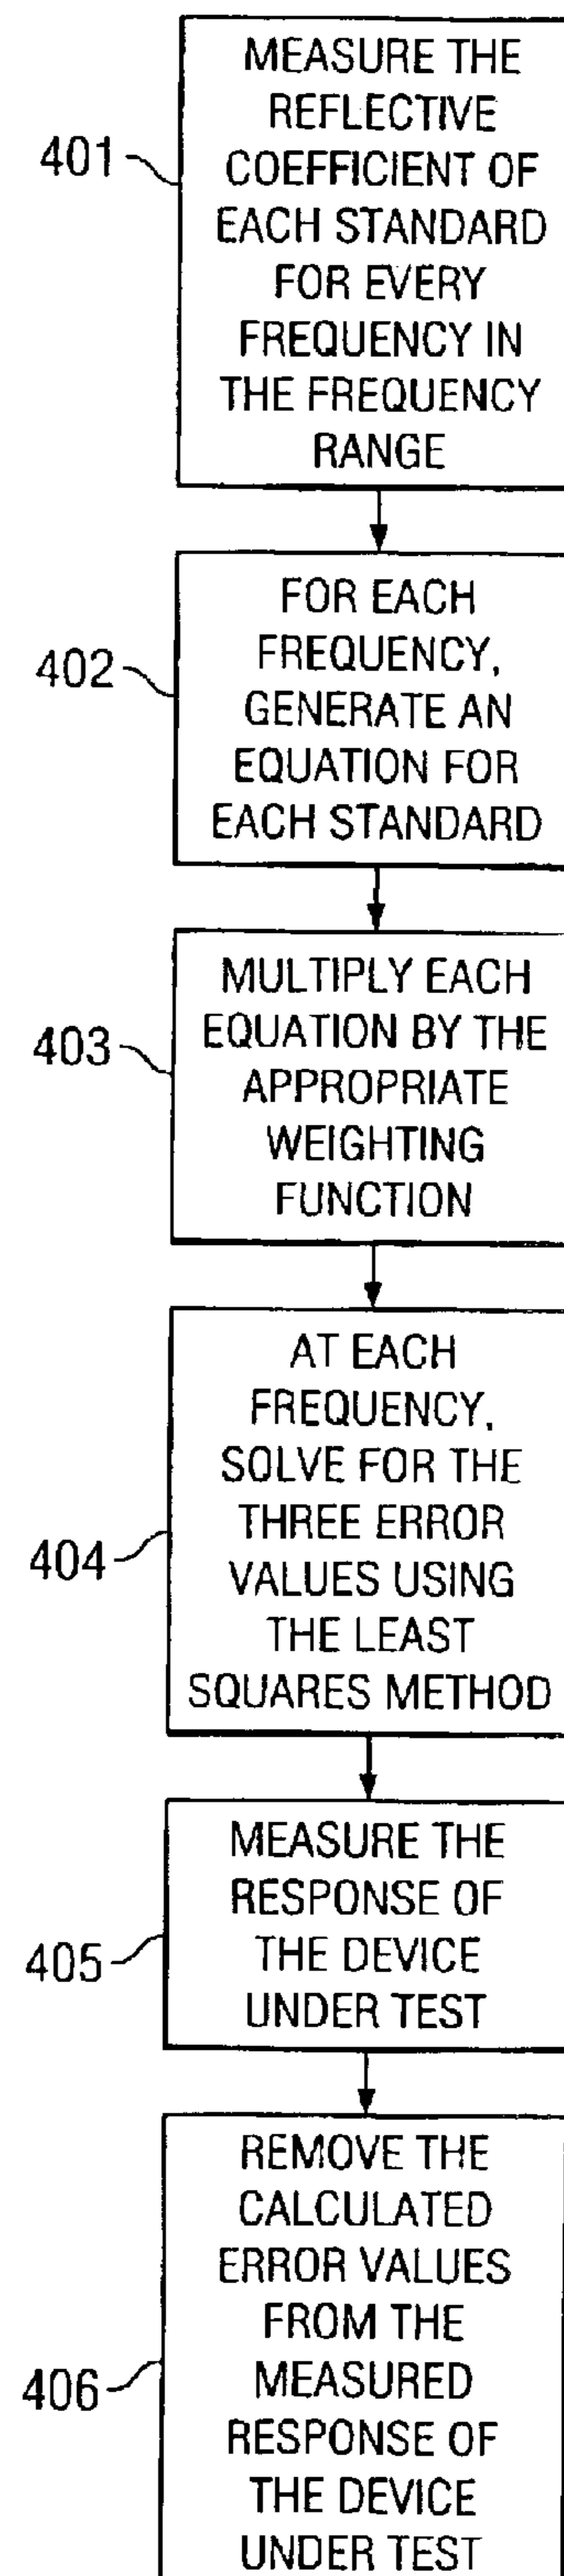 401
MEASURE THE
REFLECTIVE
COEFFICIENT OF
EACH STANDARD
FOR EVERY
FREQUENCY IN
THE FREQUENCY
RANGE
402
FOR EACH
FREQUENCY,
GENERATE AN
EQUATION FOR
EACH STANDARD
403
MULTIPLY EACH
EQUATION BY THE
APPROPRIATE
WEIGHTING
FUNCTION
404
AT EACH
FREQUENCY,
SOLVE FOR THE
THREE ERROR
VALUES USING
THE LEAST
SQUARES METHOD
405
MEASURE THE
RESPONSE OF
THE DEVICE
UNDER TEST
406
REMOVE THE
CALCULATED
ERROR VALUES
FROM THE
MEASURED
RESPONSE OF
THE DEVICE
UNDER TEST